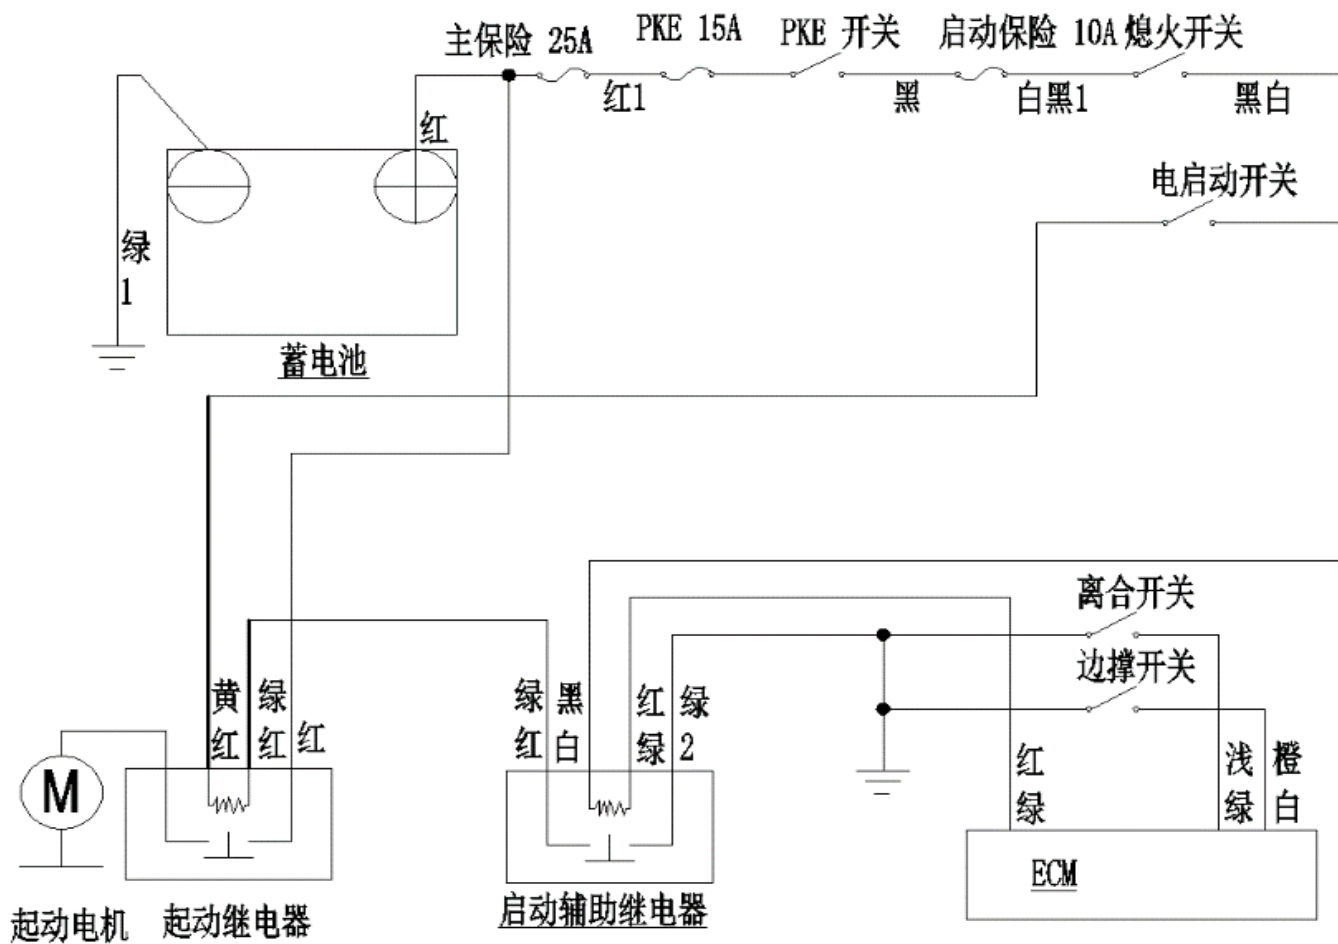 主保险 25A
PKE 15A
PKE 开关
启动保险 10A
熄火开关
红1
黑
白黑1
黑白
红
电启动开关
绿1
蓄电池
离合开关
边撑开关
黄红
绿红
红
绿红
黑白
红绿
绿2
红绿
浅绿
橙白
M
ECM
起动电机
起动继电器
启动辅助继电器